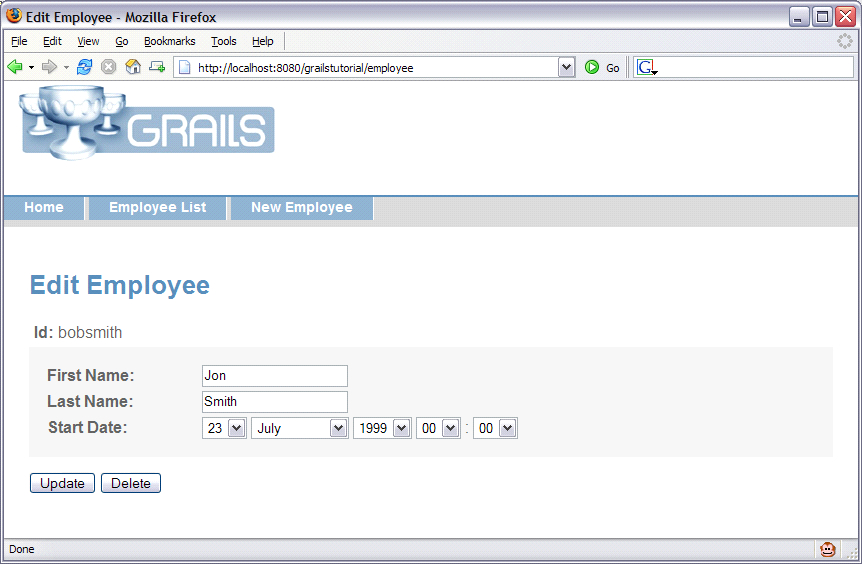 Edit Employee - Mozilla Firefox
File Edit View Go Bookmarks Tools Help
http://localhost:8080/grailstutorial/employee Go G
GRAILS
Home Employee List New Employee
Edit Employee
Id: bobsmith
First Name: Jon
Last Name: Smith
Start Date: 23 July 1999 00 : 00
Update Delete
Done